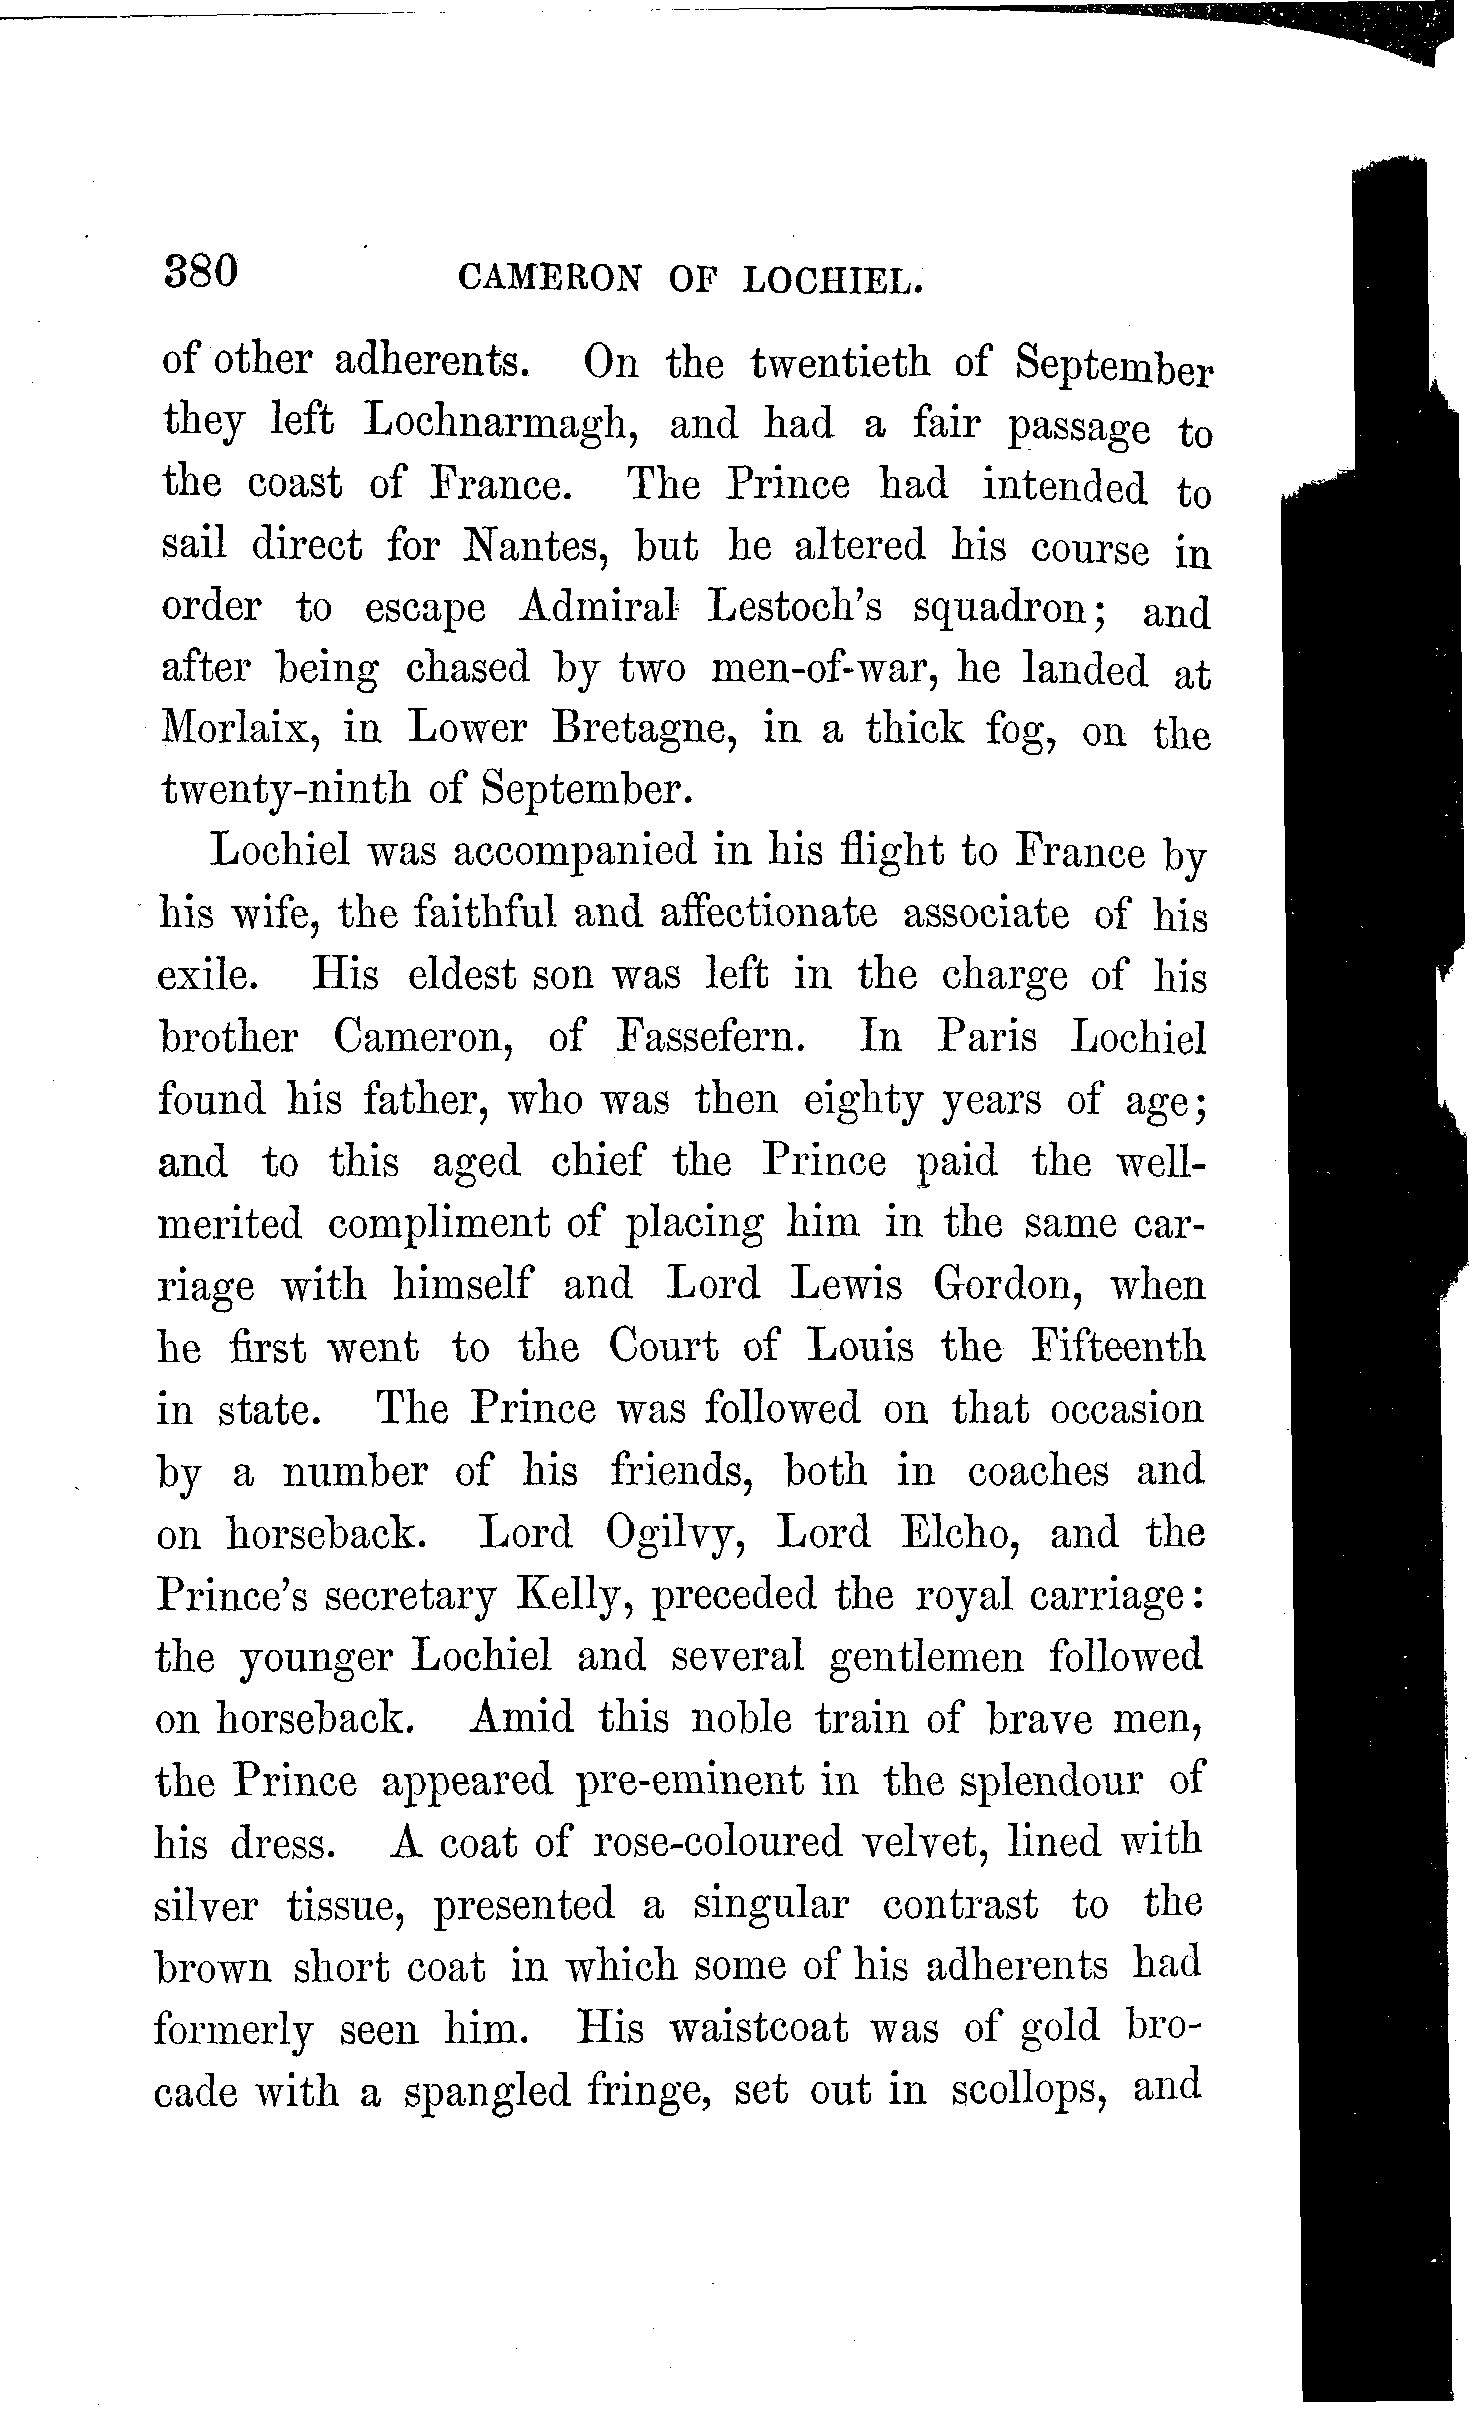 380 CAMERON OF LOCHIEL.
of other adherents. On the twentieth of September
they left Lochnarmagh, and had a fair passage to
the coast of France. The Prince had intended to
sail direct for Nantes, but he altered his course in
order to escape Admiral Lestoch's squadron; and
after being chased by two men-of-war, he landed at
Morlaix, in Lower Bretagne, in a thick fog, on the
twenty-ninth of September.
Lochiel was accompanied in his flight to France by
his wife, the faithful and affectionate associate of his
exile. His eldest son was left in the charge of his
brother Cameron, of Fassefern. In Paris Lochiel
found his father, who was then eighty years of age;
and to this aged chief the Prince paid the well-
merited compliment of placing him in the same car-
riage with himself and Lord Lewis Gordon, when
he first went to the Court of Louis the Fifteenth
in state. The Prince was followed on that occasion
by a number of his friends, both in coaches and
on horseback. Lord Ogilvy, Lord Elcho, and the
Prince's secretary Kelly, preceded the royal carriage:
the younger Lochiel and several gentlemen followed
on horseback. Amid this noble train of brave men,
the Prince appeared pre-eminent in the splendour of
his dress. A coat of rose-coloured velvet, lined with
silver tissue, presented a singular contrast to the
brown short coat in which some of his adherents had
formerly seen him. His waistcoat was of gold bro-
cade with a spangled fringe, set out in scollops, and